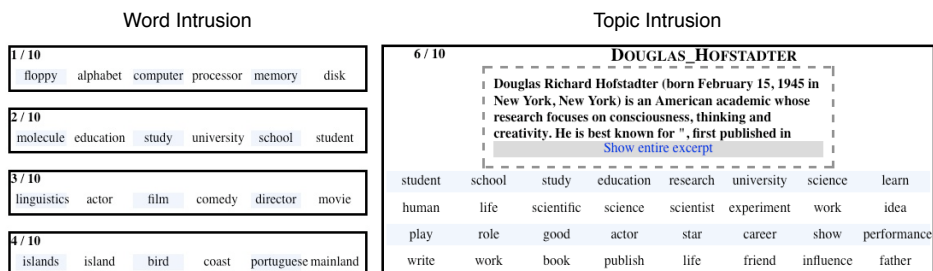 Word Intrusion
1 / 10
floppy alphabet computer processor memory disk
2 / 10
molecule education study university school student
3 / 10
linguistics actor film comedy director movie
4 / 10
islands island bird coast portuguese mainland
Topic Intrusion
6 / 10 DOUGLAS_HOFSTADTER
Douglas Richard Hofstadter (born February 15, 1945 in
New York, New York) is an American academic whose
research focuses on consciousness, thinking and
creativity. He is best known for ", first published in
Show entire excerpt
student school study education research university science learn
human life scientific science scientist experiment work idea
play role good actor star career show performance
write work book publish life friend influence father